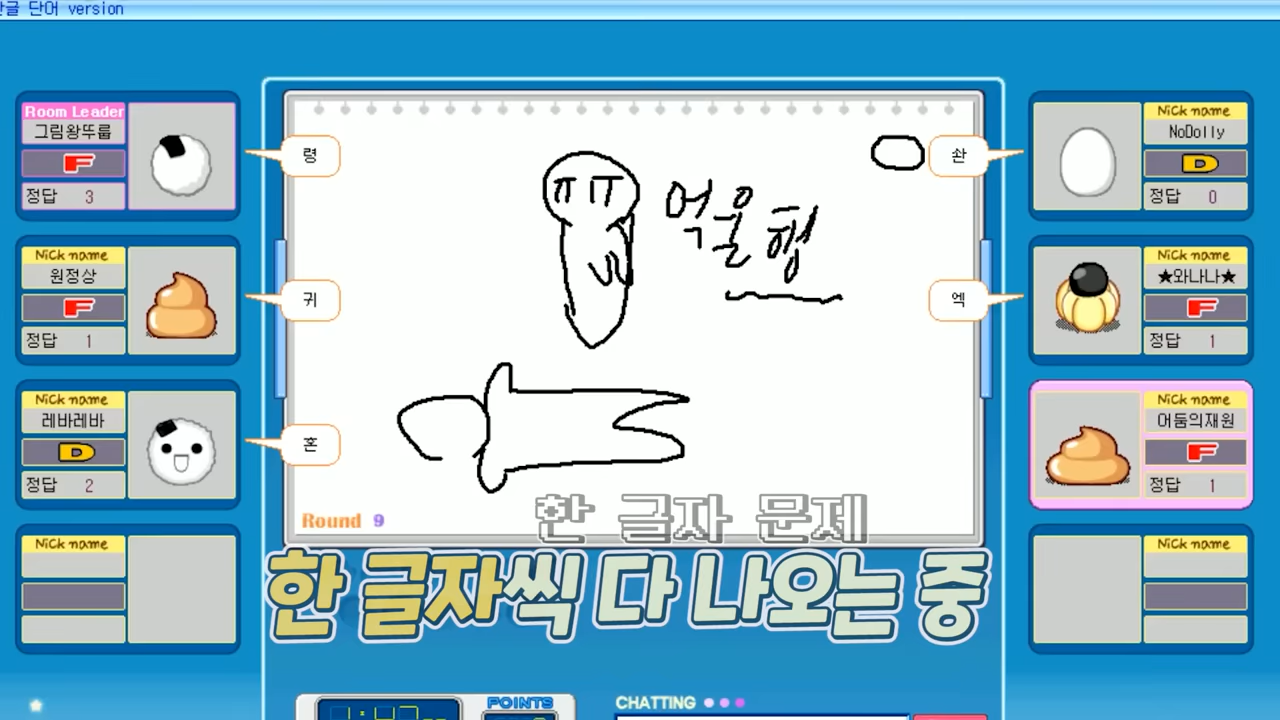 한글 단어 version
Room Leader
그림왕뚜룹
F
정답 3
령
NiCk name
원정상
F
정답 1
귀
NiCk name
레바레바
D
정답 2
혼
NiCk name
억울햄
Round 9
한 글자 문제
한 글자씩 다 나오는 중
NiCk name
NoDolly
D
정답 0
솬
NiCk name
★와나나★
F
정답 1
엑
NiCk name
어둠의재원
F
정답 1
NiCk name
POINTS
CHATTING